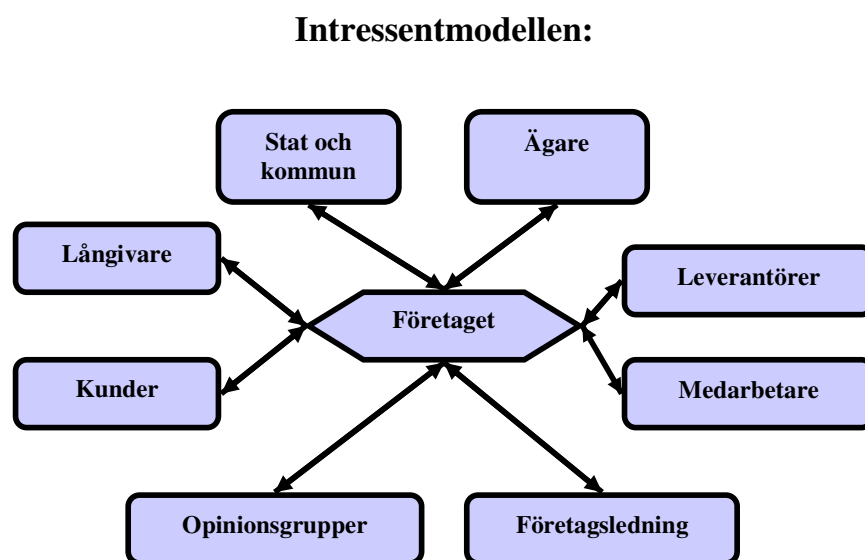 Intressentmodellen:
Stat och
kommun
Ägare
Långivare
Leverantörer
Företaget
Kunder
Medarbetare
Opinionsgrupper
Företagsledning